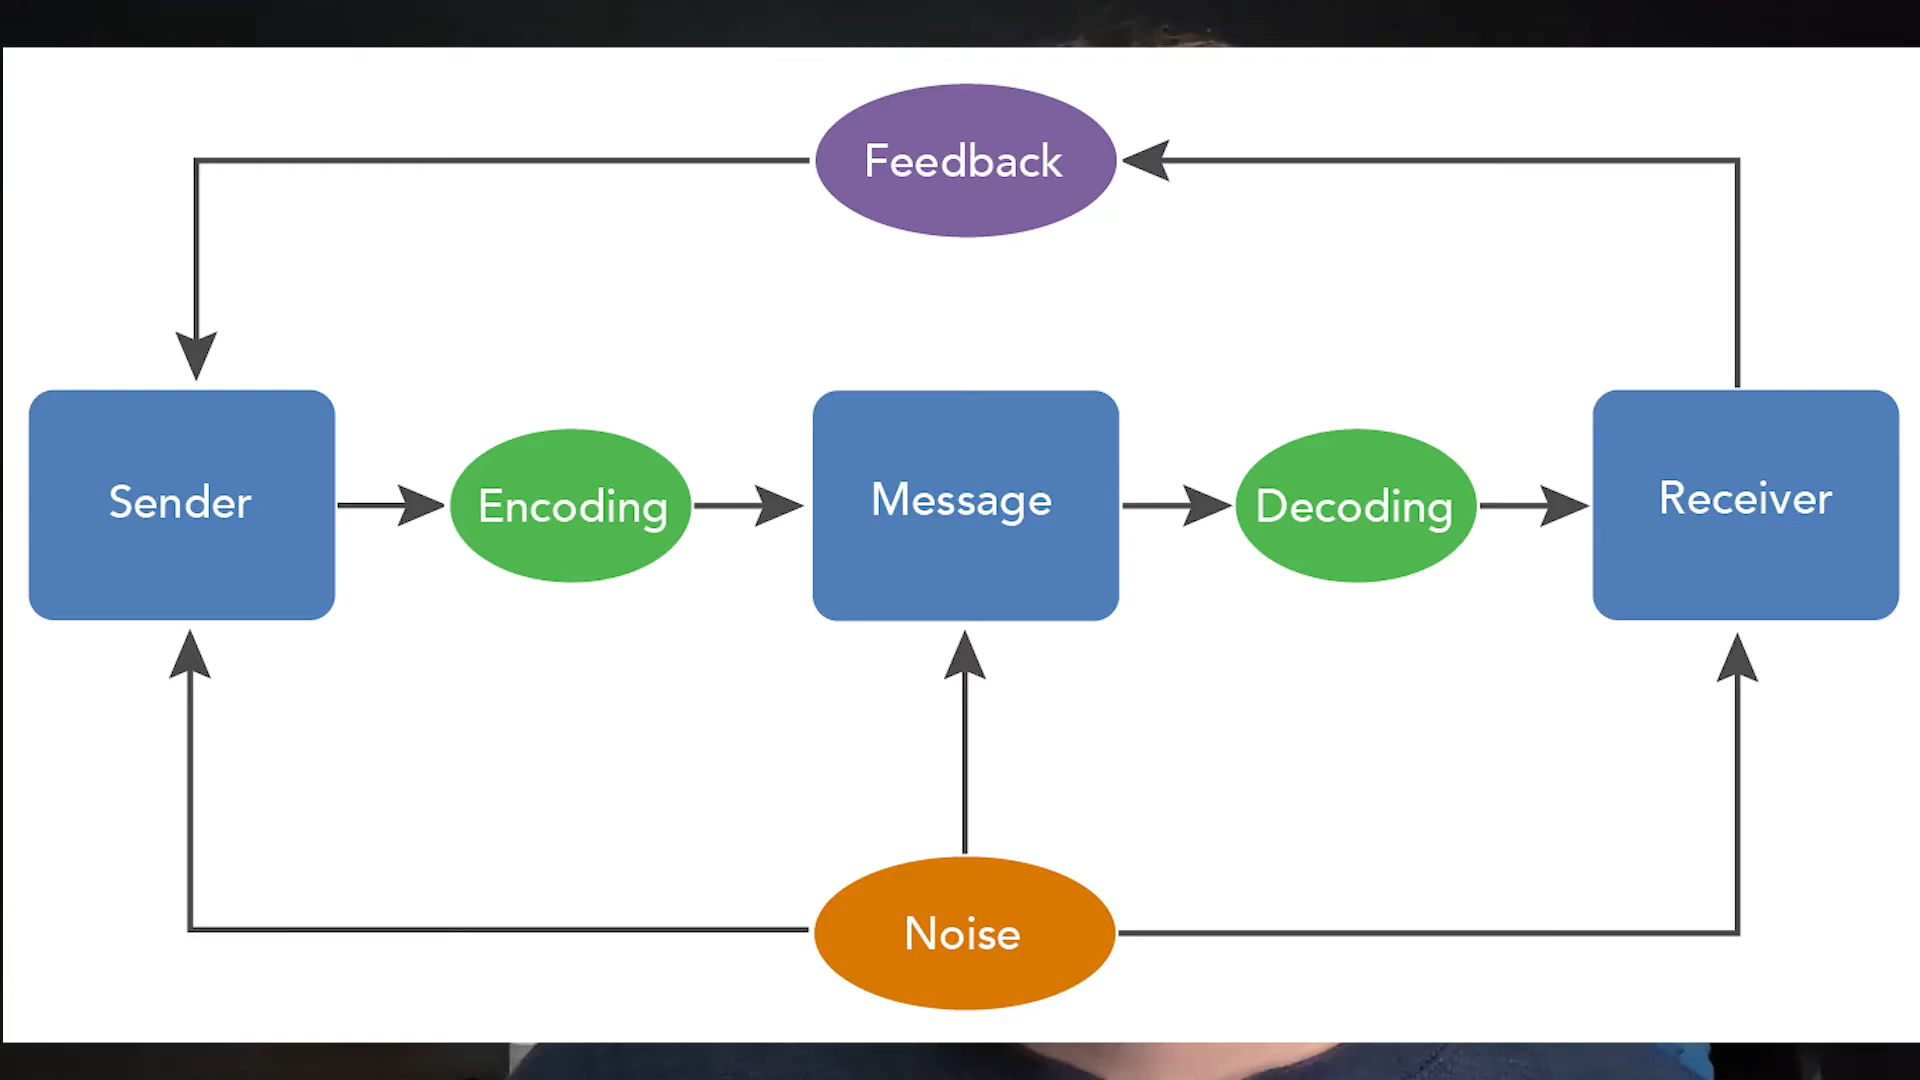 Feedback
Sender
Encoding
Message
Decoding
Receiver
Noise